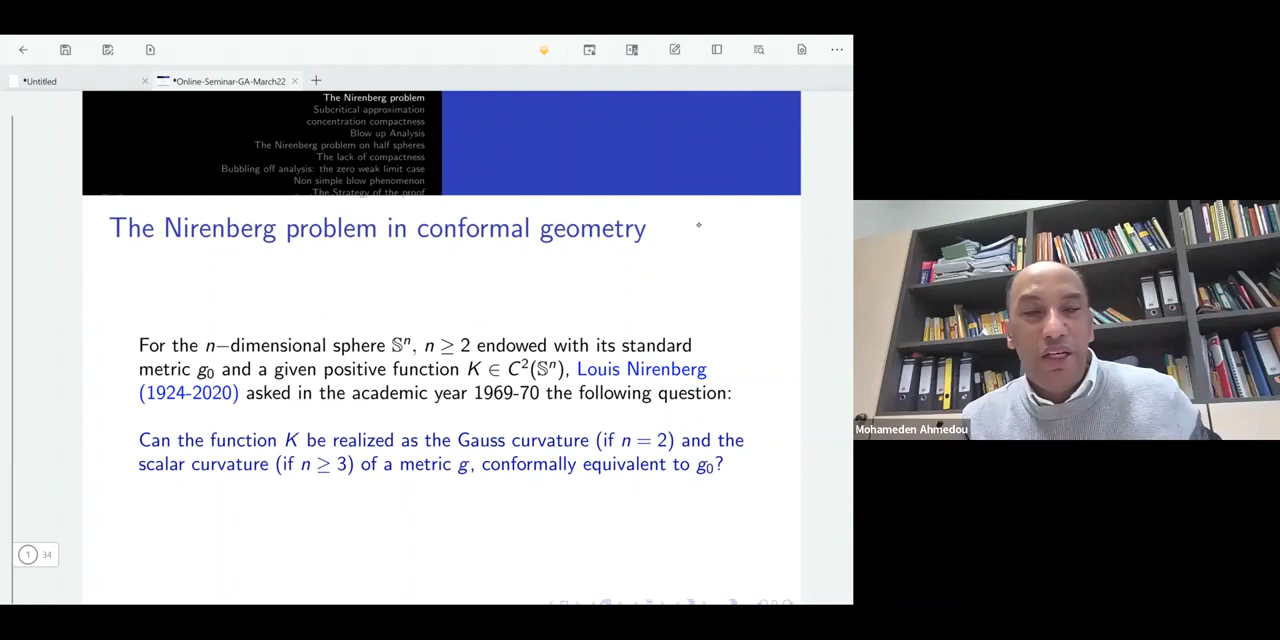 *Untitled
*Online-Seminar-GA-March22
The Nirenberg problem
Subcritical approximation
concentration compactness
Blow up Analysis
The Nirenberg problem on half spheres
The lack of compactness
Bubbling off analysis: the zero weak limit case
Non simple blow phenomenon
The Strategy of the proof
The Nirenberg problem in conformal geometry
For the n−dimensional sphere 𝕊ⁿ, n ≥ 2 endowed with its standard
metric g₀ and a given positive function K ∈ C²(𝕊ⁿ), Louis Nirenberg
(1924-2020) asked in the academic year 1969-70 the following question:
Can the function K be realized as the Gauss curvature (if n = 2) and the
scalar curvature (if n ≥ 3) of a metric g, conformally equivalent to g₀?
1 34
Mohameden Ahmedou